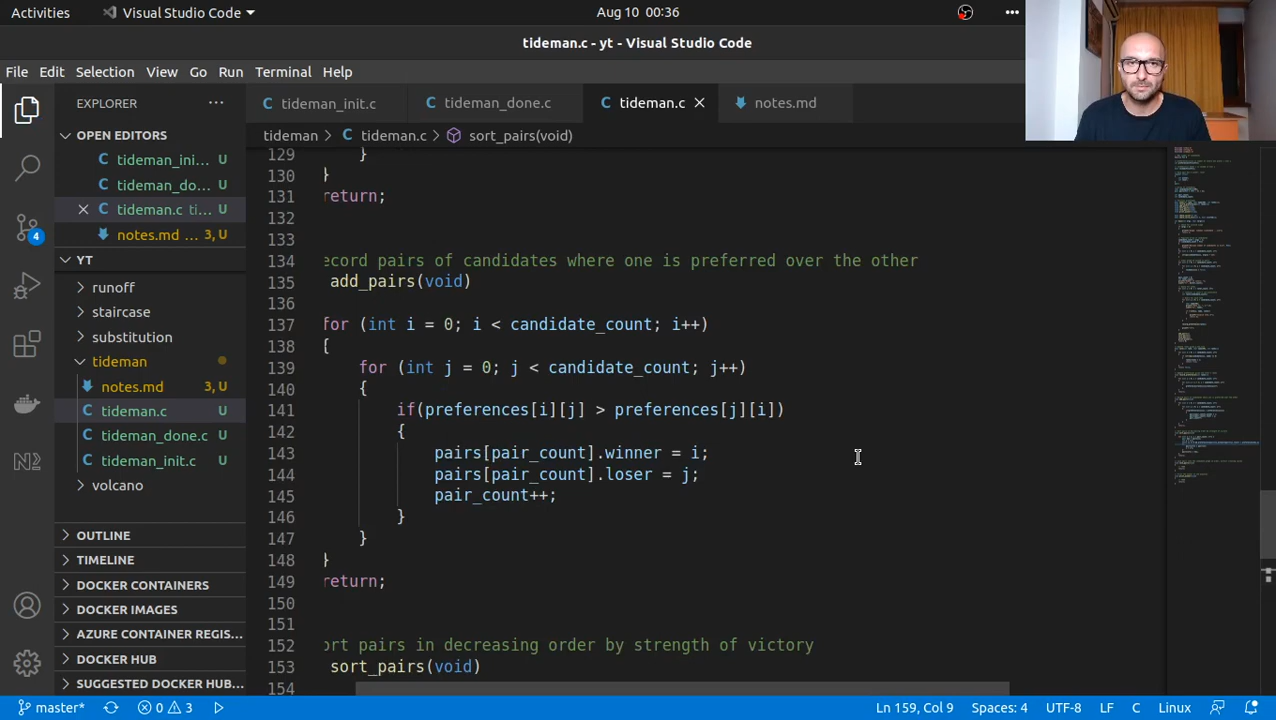 Activities
Visual Studio Code
Aug 10 00:36
tideman.c - yt - Visual Studio Code
File Edit Selection View Go Run Terminal Help
EXPLORER
OPEN EDITORS
tideman_ini... U
tideman_do... U
tideman.c ti... U
notes.md ... 3, U
YT
runoff
staircase
substitution
tideman
notes.md 3, U
tideman.c U
tideman_done.c U
tideman_init.c U
volcano
OUTLINE
TIMELINE
DOCKER CONTAINERS
DOCKER IMAGES
AZURE CONTAINER REGIS...
DOCKER HUB
SUGGESTED DOCKER HUB...
4
tideman_init.c
tideman_done.c
tideman.c
notes.md
tideman > tideman.c > sort_pairs(void)
129 }
130 }
131 return;
132
133
134 ecord pairs of candidates where one is preferred over the other
135 add_pairs(void)
136
137 for (int i = 0; i < candidate_count; i++)
138 {
139 for (int j = 0; j < candidate_count; j++)
140 {
141 if(preferences[i][j] > preferences[j][i])
142 {
143 pairs[pair_count].winner = i;
144 pairs[pair_count].loser = j;
145 pair_count++;
146 }
147 }
148 }
149 return;
150
151
152 ort pairs in decreasing order by strength of victory
153 sort_pairs(void)
154
master* 0 3
Ln 159, Col 9 Spaces: 4 UTF-8 LF C Linux